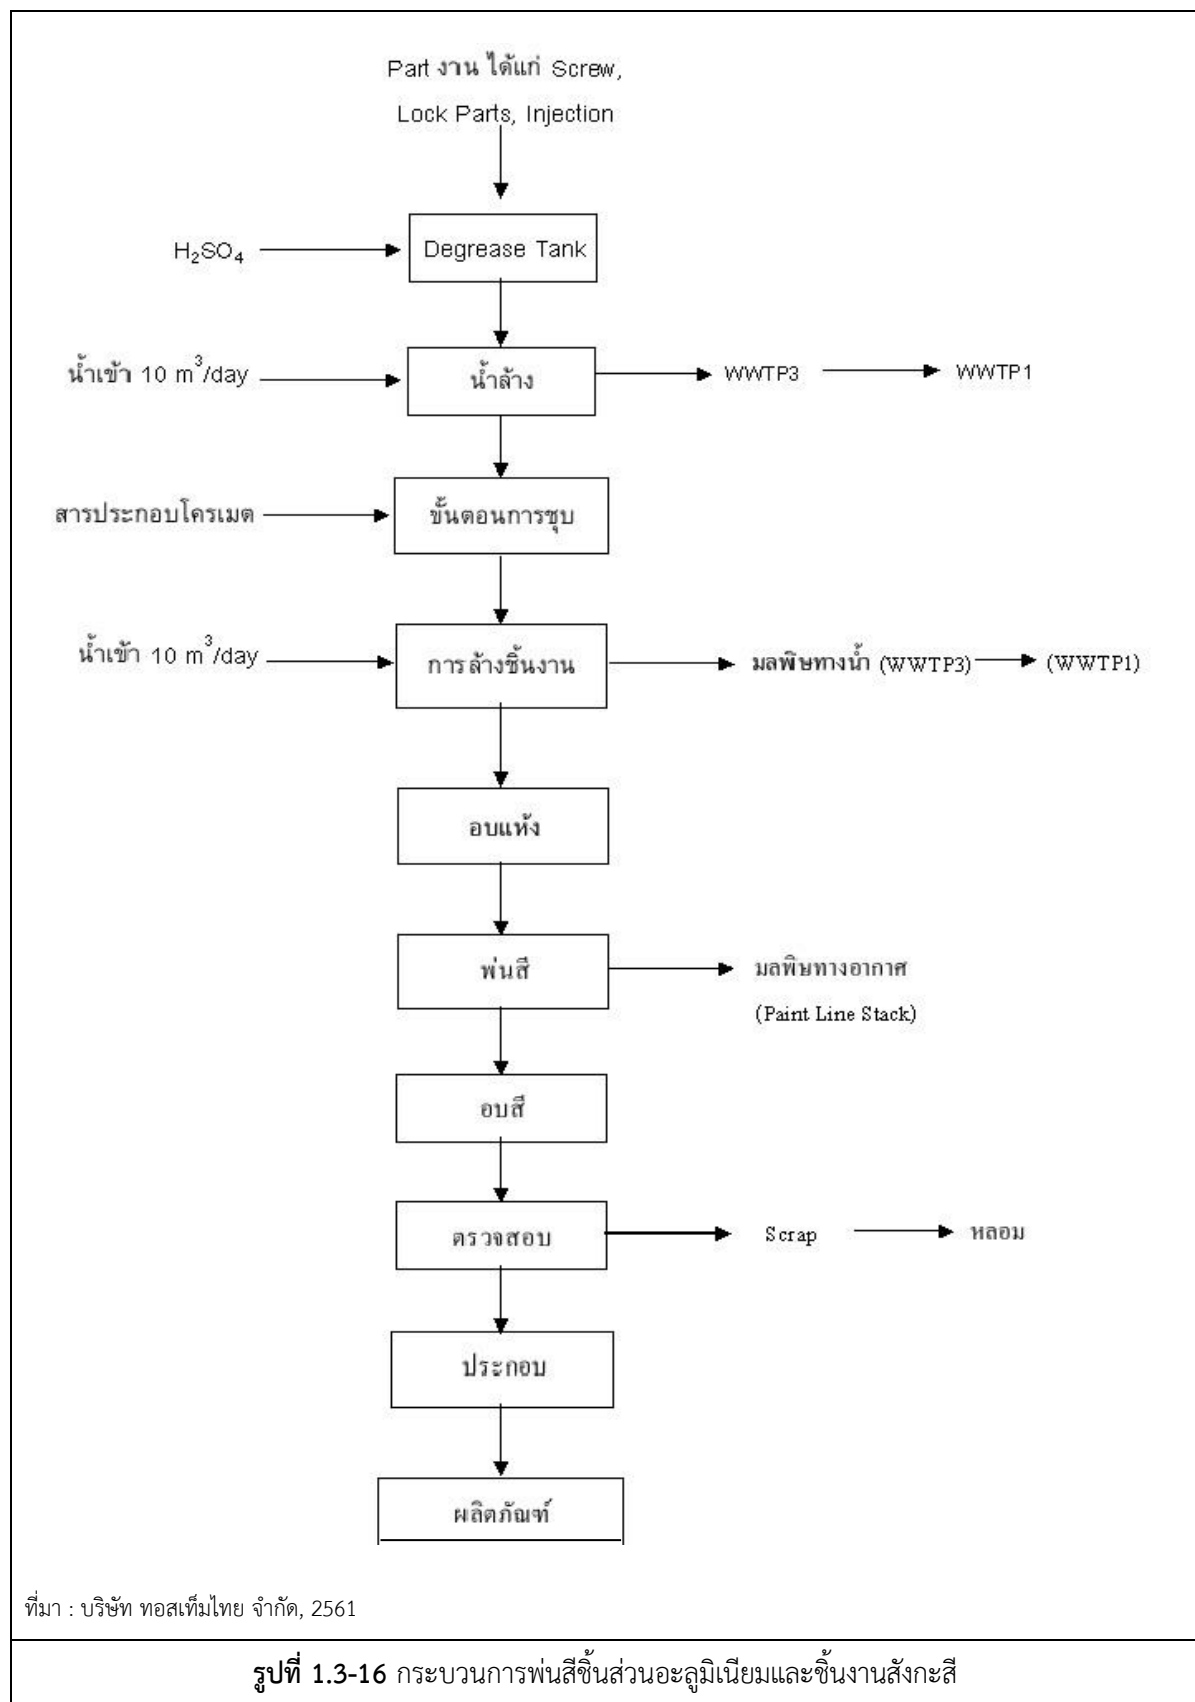 Part งาน ได้แก่ Screw,
Lock Parts, Injection
H₂SO₄
Degrease Tank
น้ำเข้า 10 m³/day
น้ำล้าง
WWTP3
WWTP1
สารประกอบโครเมต
ขั้นตอนการชุบ
น้ำเข้า 10 m³/day
การล้างชิ้นงาน
มลพิษทางน้ำ (WWTP3)
(WWTP1)
อบแห้ง
พ่นสี
มลพิษทางอากาศ
(Paint Line Stack)
อบสี
ตรวจสอบ
Scrap
หลอม
ประกอบ
ผลิตภัณฑ์
ที่มา : บริษัท ทอสเท็มไทย จำกัด, 2561
รูปที่ 1.3-16 กระบวนการพ่นสีชิ้นส่วนอะลูมิเนียมและชิ้นงานสังกะสี